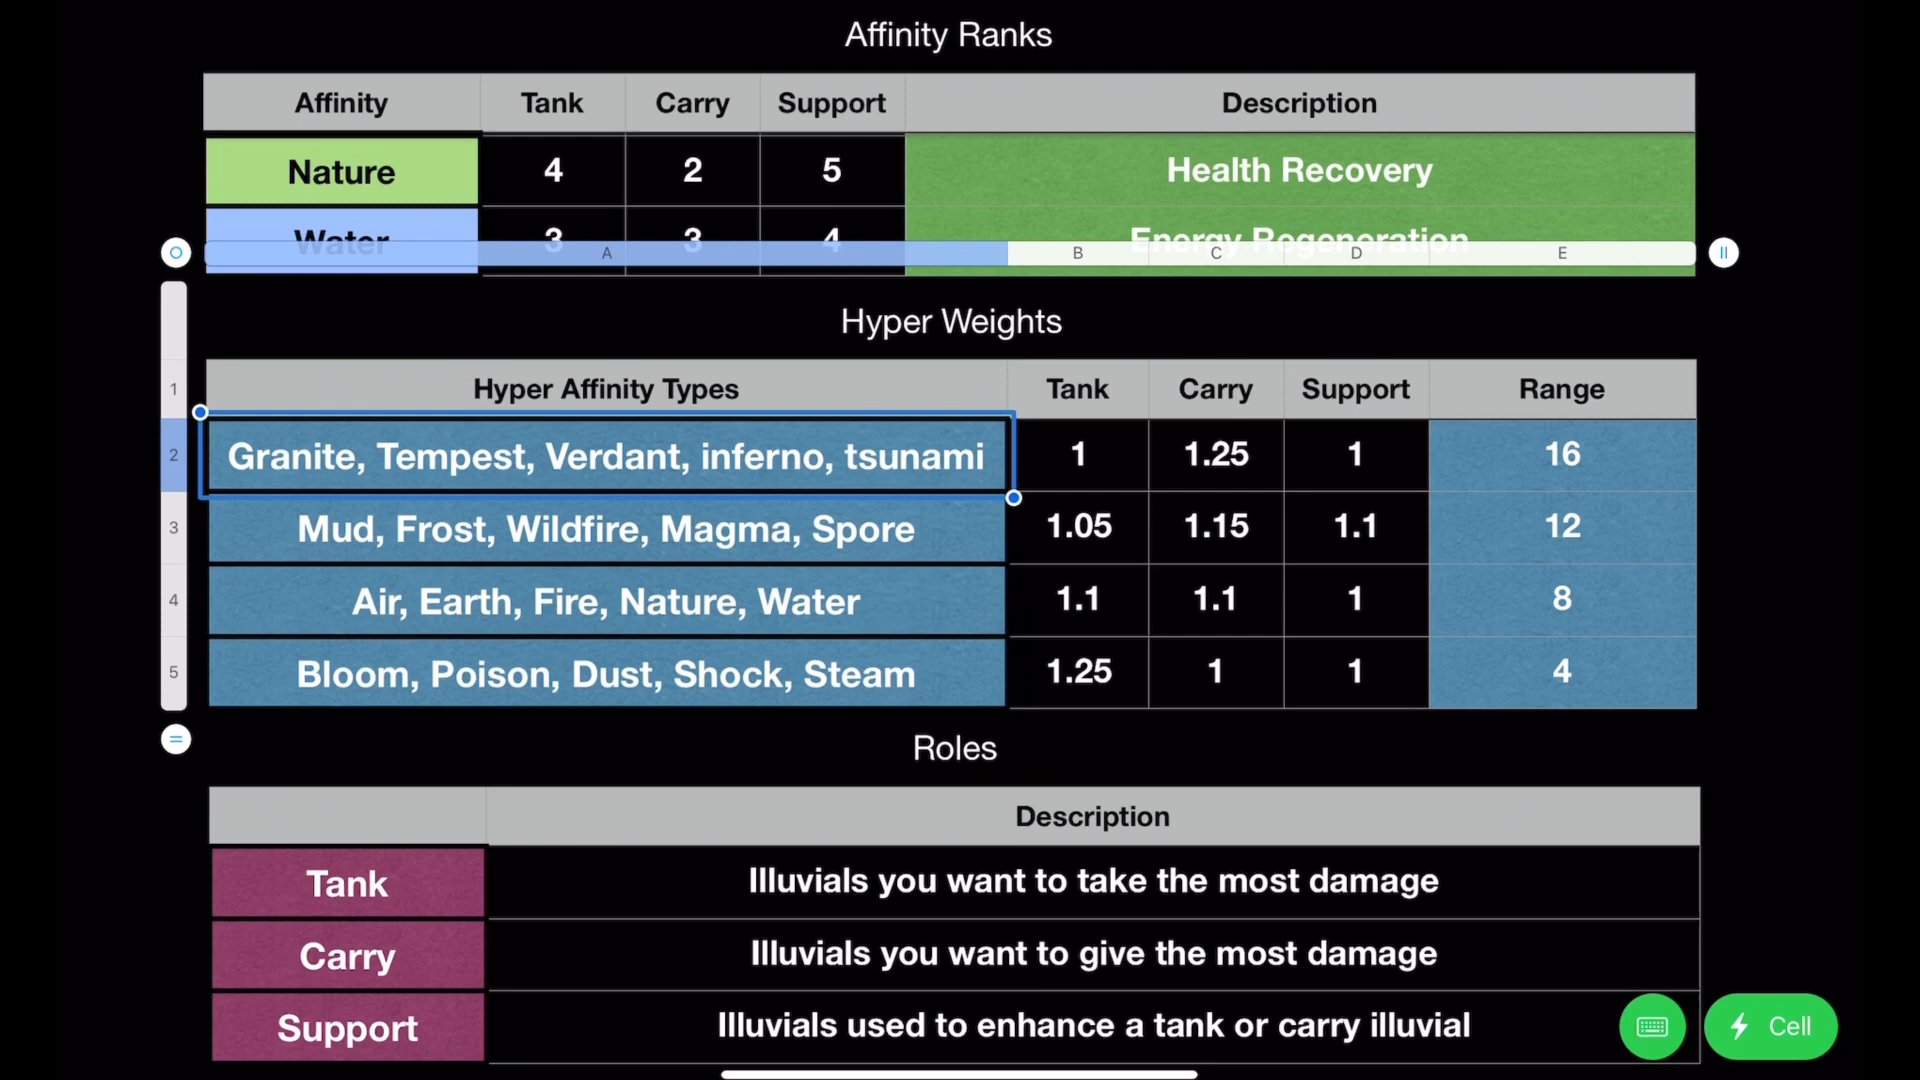 Affinity Ranks
Affinity Tank Carry Support Description
Nature 4 2 5 Health Recovery
Water 3 3 4 Energy Regeneration
A B C D E
Hyper Weights
1 Hyper Affinity Types Tank Carry Support Range
2 Granite, Tempest, Verdant, inferno, tsunami 1 1.25 1 16
3 Mud, Frost, Wildfire, Magma, Spore 1.05 1.15 1.1 12
4 Air, Earth, Fire, Nature, Water 1.1 1.1 1 8
5 Bloom, Poison, Dust, Shock, Steam 1.25 1 1 4
Roles
Description
Tank Illuvials you want to take the most damage
Carry Illuvials you want to give the most damage
Support Illuvials used to enhance a tank or carry illuvial
Cell